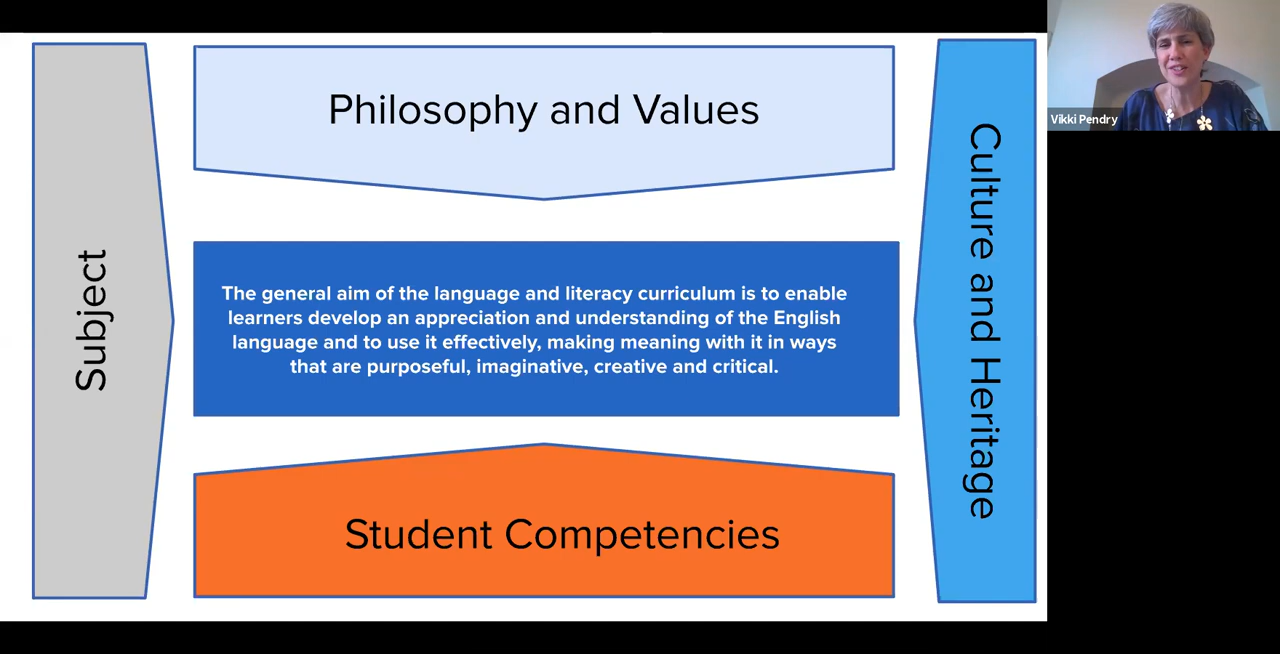 Philosophy and Values
Vikki Pendry
Subject
The general aim of the language and literacy curriculum is to enable
learners develop an appreciation and understanding of the English
language and to use it effectively, making meaning with it in ways
that are purposeful, imaginative, creative and critical.
Culture and Heritage
Student Competencies